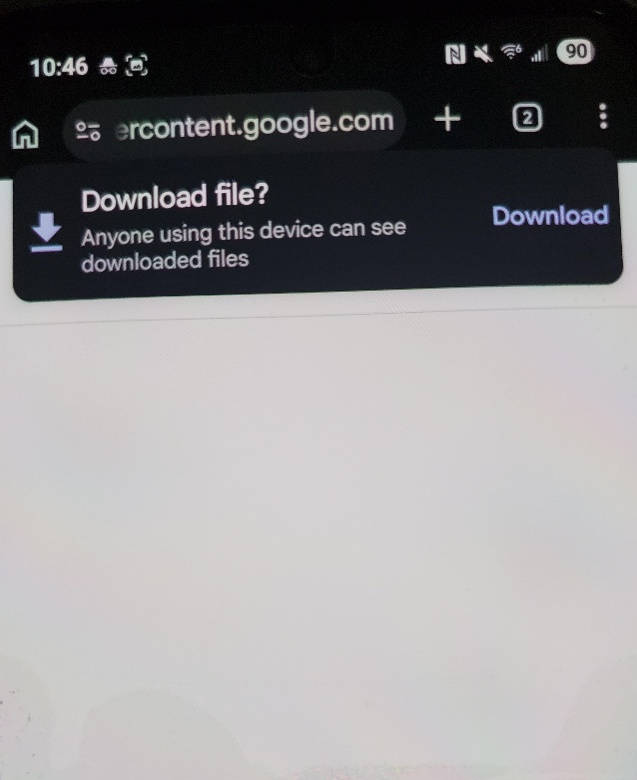 10:46
90
ercontent.google.com
2
Download file?
Anyone using this device can see
downloaded files
Download